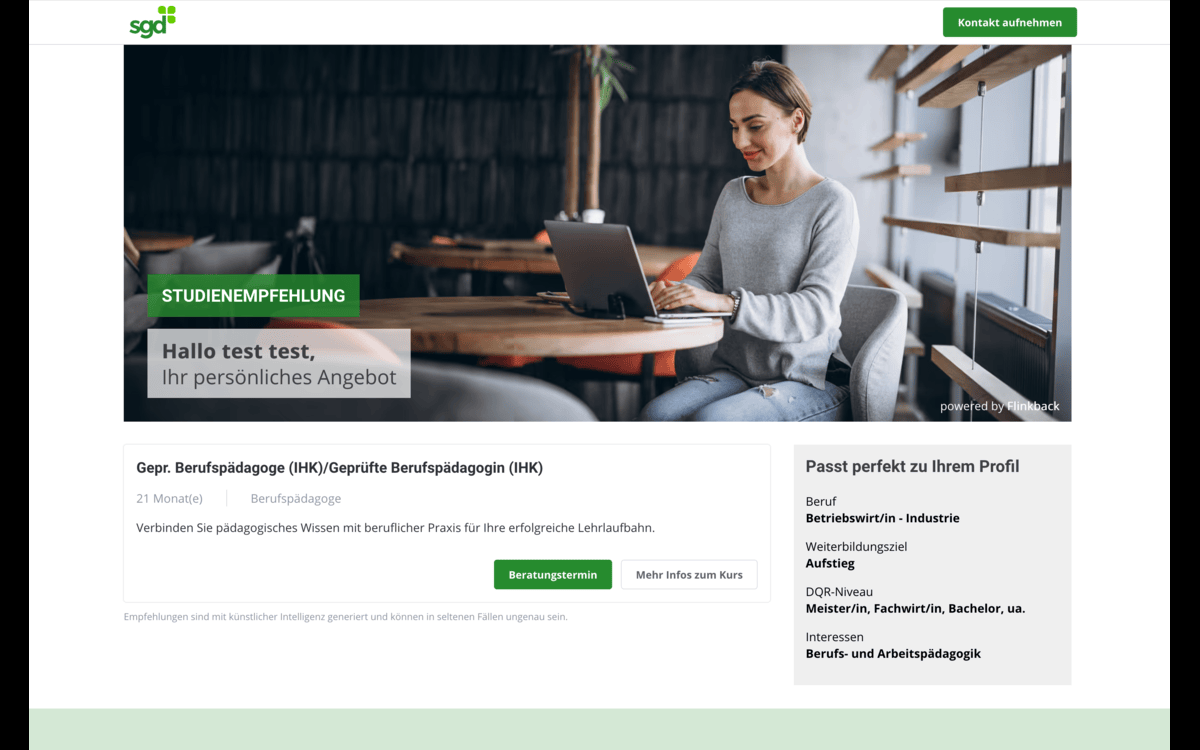 sgd
Kontakt aufnehmen
STUDIENEMPFEHLUNG
Hallo test test,
Ihr persönliches Angebot
powered by Flinkback
Gepr. Berufspädagoge (IHK)/Geprüfte Berufspädagogin (IHK)
21 Monat(e)
Berufspädagoge
Verbinden Sie pädagogisches Wissen mit beruflicher Praxis für Ihre erfolgreiche Lehrlaufbahn.
Beratungstermin
Mehr Infos zum Kurs
Empfehlungen sind mit künstlicher Intelligenz generiert und können in seltenen Fällen ungenau sein.
Passt perfekt zu Ihrem Profil
Beruf
Betriebswirt/in - Industrie
Weiterbildungsziel
Aufstieg
DQR-Niveau
Meister/in, Fachwirt/in, Bachelor, ua.
Interessen
Berufs- und Arbeitspädagogik